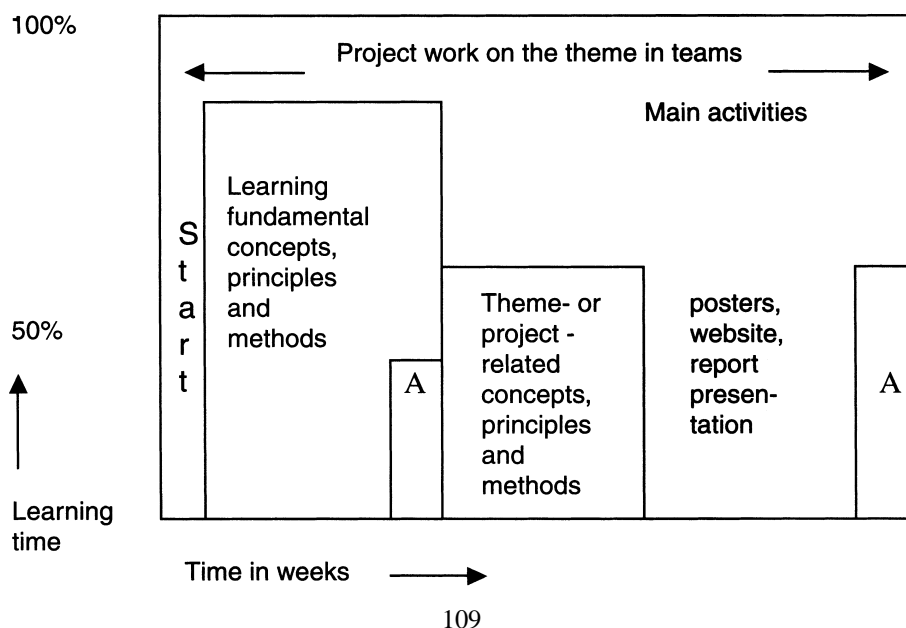 100%
Project work on the theme in teams
Main activities
Learning
fundamental
concepts,
principles
and
methods
S
t
a
r
t
50%
A
Theme- or
project -
related
concepts,
principles
and
methods
posters,
website,
report
presen-
tation
A
Learning
time
Time in weeks
109